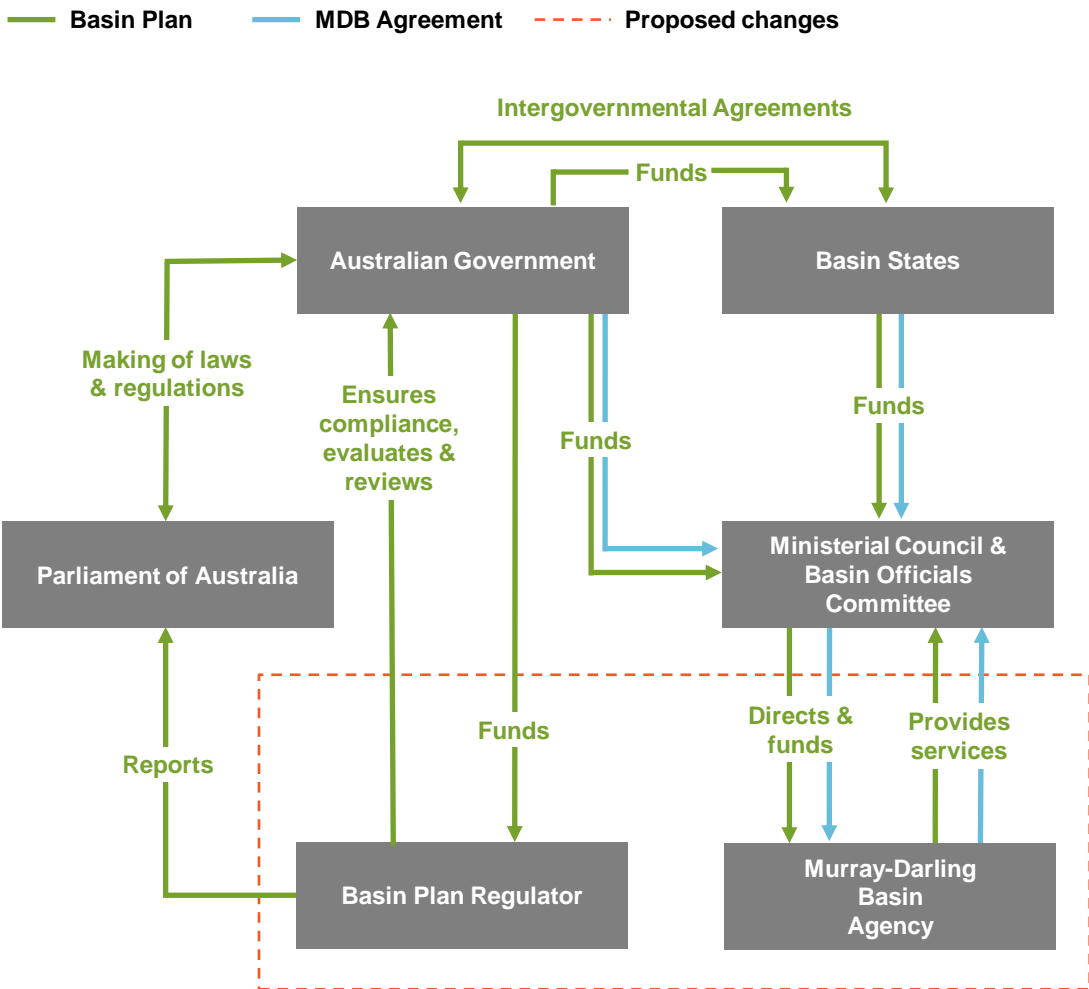 Basin Plan
MDB Agreement
Proposed changes
Intergovernmental Agreements
Funds
Australian Government
Basin States
Making of laws
& regulations
Ensures
compliance,
evaluates &
reviews
Funds
Funds
Parliament of Australia
Ministerial Council &
Basin Officials
Committee
Reports
Funds
Directs &
funds
Provides
services
Basin Plan Regulator
Murray-Darling
Basin
Agency